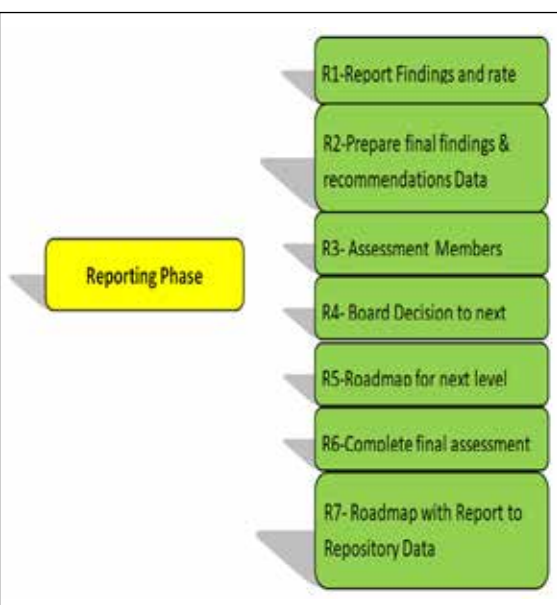 Reporting Phase
R1-Report Findings and rate
R2-Prepare final findings &
recommendations Data
R3- Assessment Members
R4- Board Decision to next
R5-Roadmap for next level
R6-Complete final assessment
R7- Roadmap with Report to
Repository Data